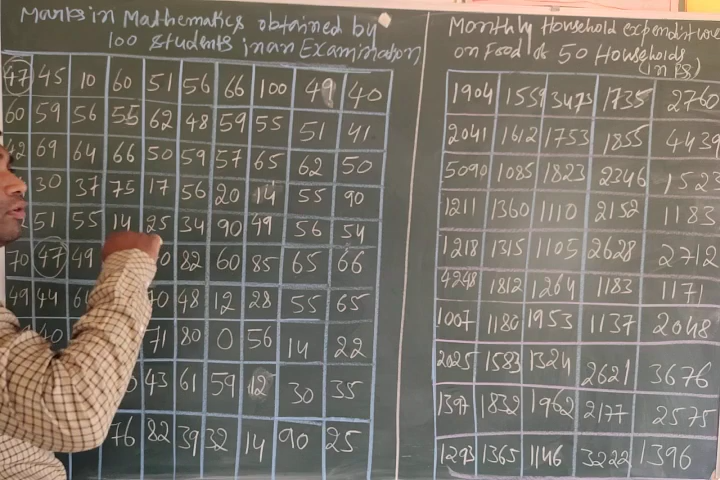 Marks in Mathematics obtained by
100 students in an Examination
47 45 10 60 51 56 66 100 49 40
60 59 56 55 62 48 59 55 51 41
42 69 64 66 50 59 57 65 62 50
30 37 75 17 56 20 14 55 90
51 55 14 25 34 90 49 56 54
70 47 49 82 60 85 65 66
49 44 48 12 28 55 65
71 80 0 56 14 22
43 61 59 12 30 35
76 82 39 32 14 90 25
Monthly Household expenditure
on Food of 50 Households
(in Rs)
1904 1559 3473 1735 2760
2041 1612 1753 1855 4439
5090 1085 1823 2346 1523
1211 1360 1110 2152 1183
1218 1315 1105 2628 2712
4248 1812 1264 1183 1171
1007 1180 1953 1137 2048
2025 1583 1324 2621 3676
1397 1832 1962 2177 2575
1293 1365 1146 3222 1396